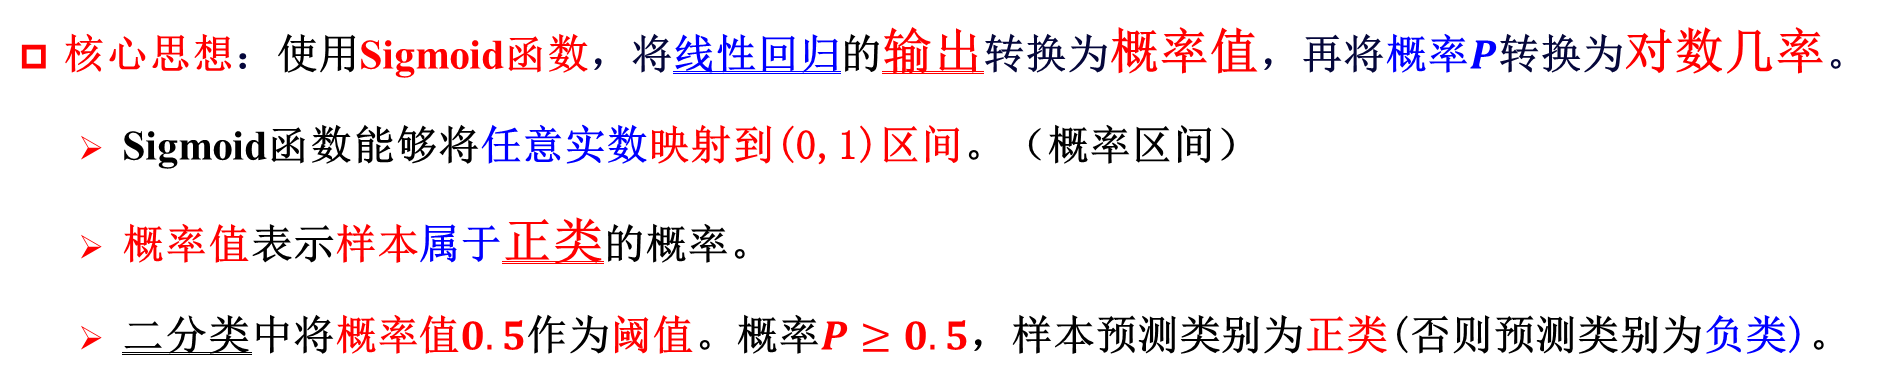 核心思想：使用Sigmoid函数，将线性回归的输出转换为概率值，再将概率P转换为对数几率。
Sigmoid函数能够将任意实数映射到(0,1)区间。（概率区间）
概率值表示样本属于正类的概率。
二分类中将概率值0.5作为阈值。概率P ≥ 0.5，样本预测类别为正类(否则预测类别为负类)。